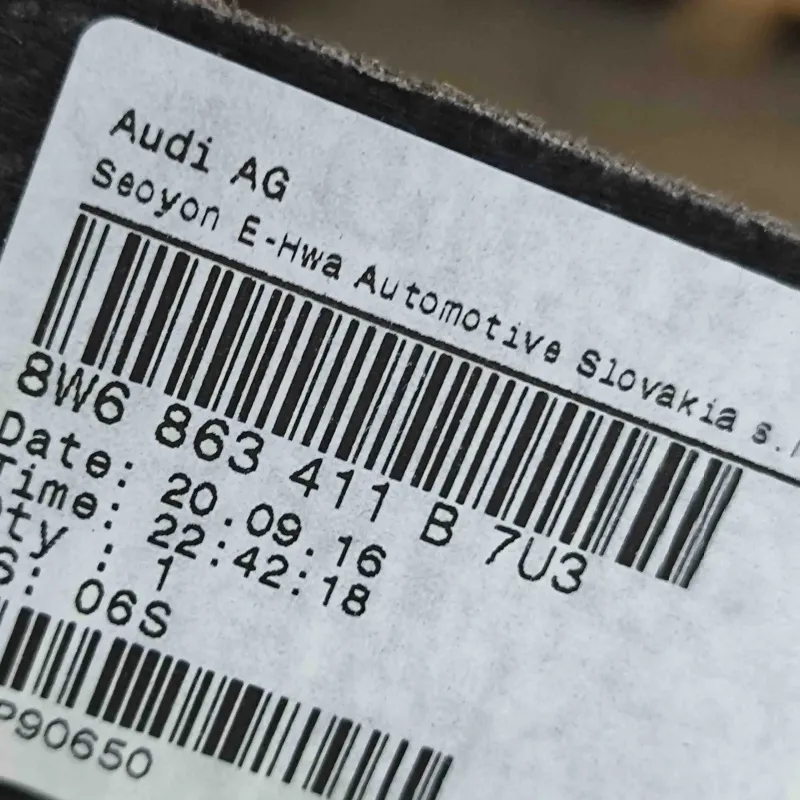 Audi AG
Seoyon E-Hwa Automotive Slovakia s.
8W6 863 411 B 7U3
Date: 20.09.16
Time: 22:42:18
ty : 1
S: 06S
P90650